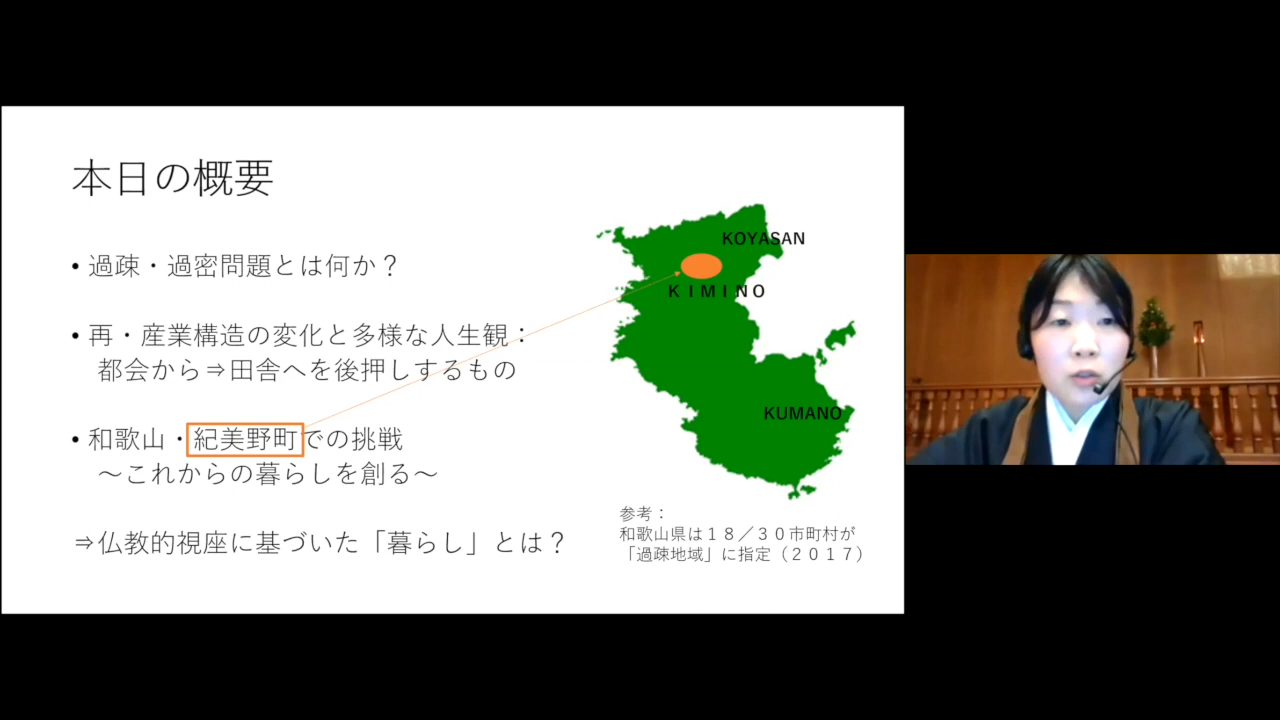 本日の概要
• 過疎・過密問題とは何か？
• 再・産業構造の変化と多様な人生観：
都会から⇒田舎へを後押しするもの
• 和歌山・紀美野町での挑戦
～これからの暮らしを創る～
⇒仏教的視座に基づいた「暮らし」とは？
KOYASAN
ＫＩＭＩＮＯ
KUMANO
参考：
和歌山県は１８／３０市町村が
「過疎地域」に指定（２０１７）